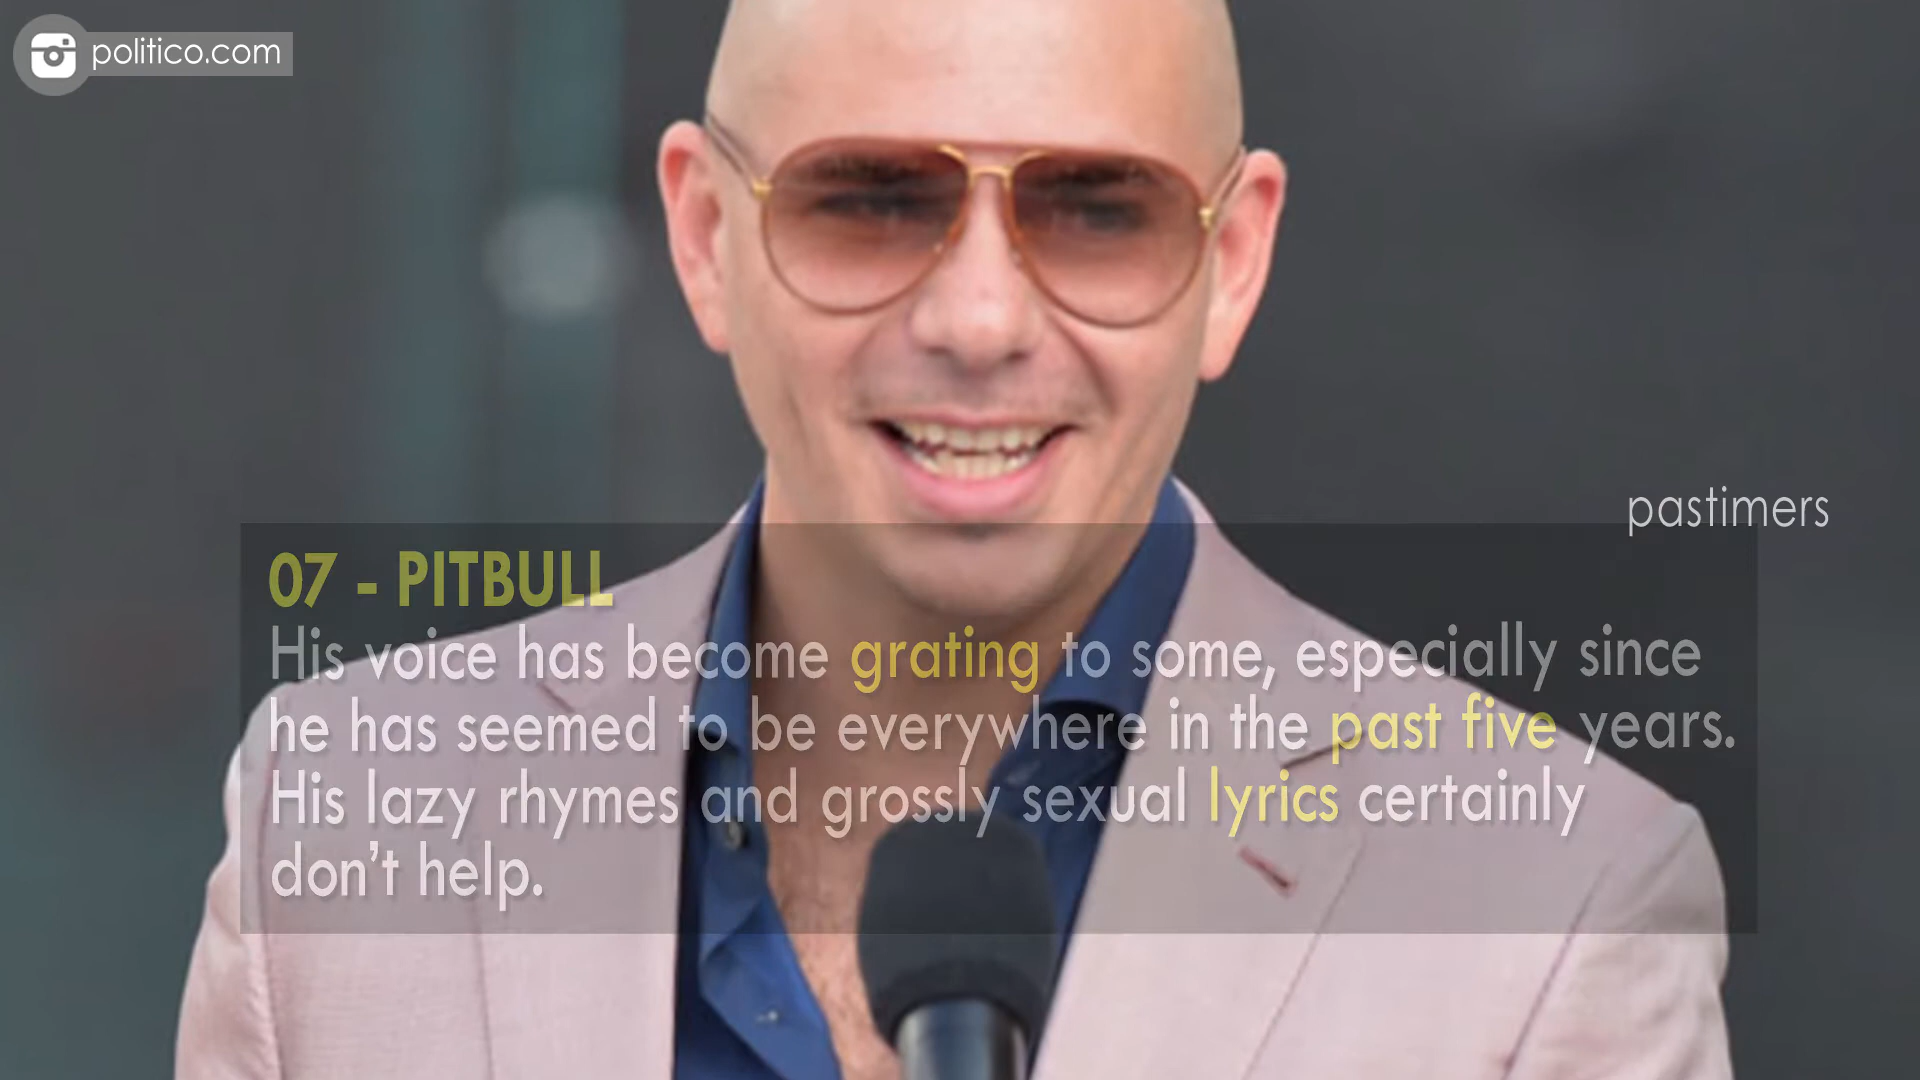 politico.com
pastimers
07 - PITBULL
His voice has become grating to some, especially since
he has seemed to be everywhere in the past five years.
His lazy rhymes and grossly sexual lyrics certainly
don't help.